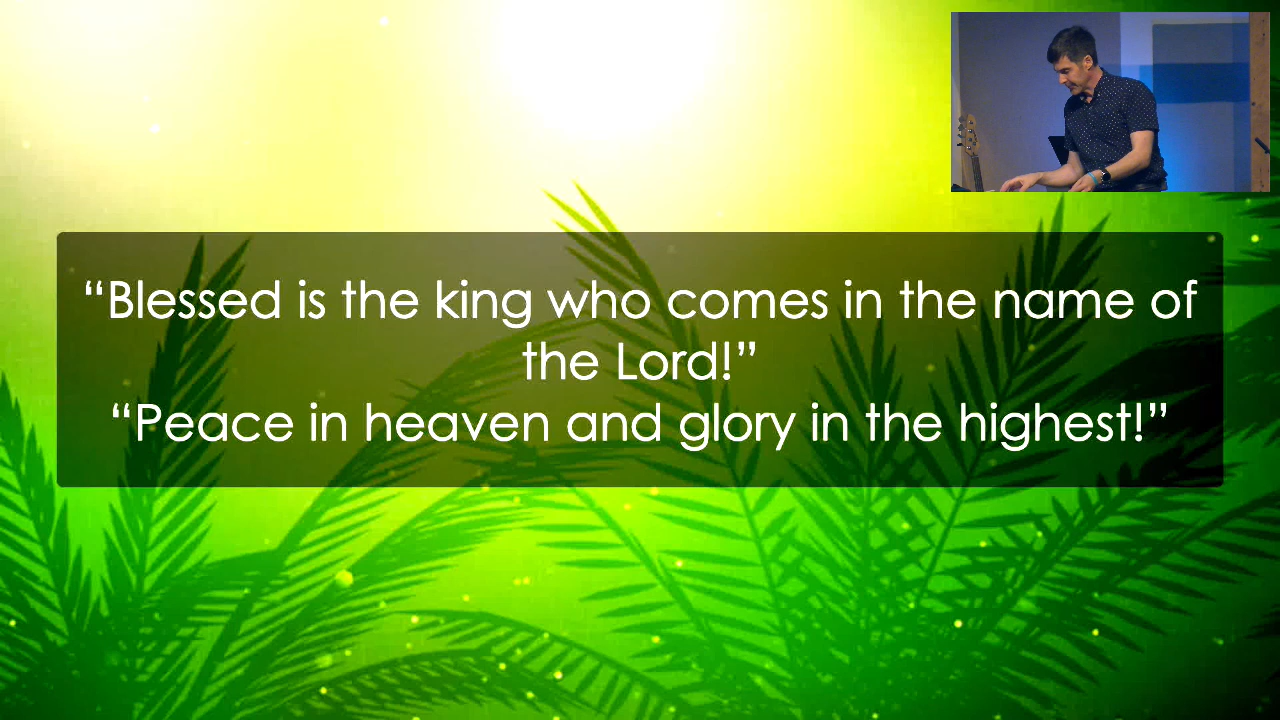 “Blessed is the king who comes in the name of
the Lord!”
“Peace in heaven and glory in the highest!”